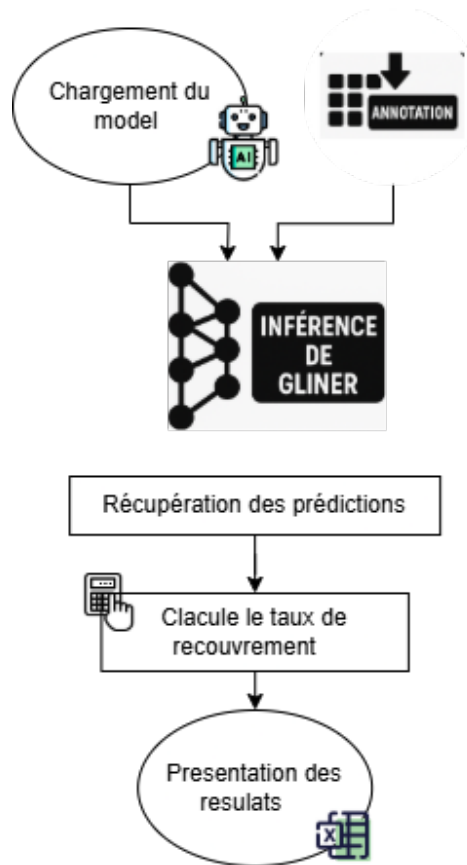 Chargement du
model
AI
ANNOTATION
INFÉRENCE
DE
GLINER
Récupération des prédictions
Clacule le taux de
recouvrement
Presentation des
resulats
X